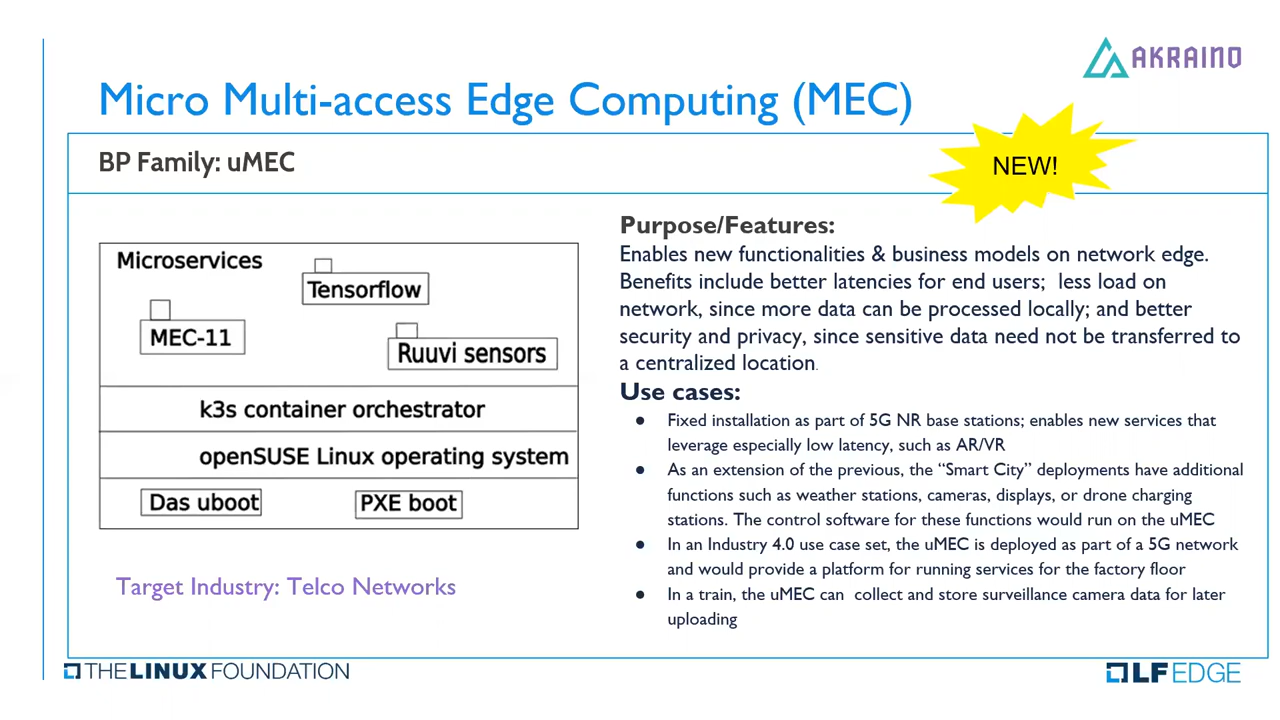 AKRAINO
Micro Multi-access Edge Computing (MEC)
BP Family: uMEC
NEW!
Microservices
Tensorflow
MEC-11
Ruuvi sensors
k3s container orchestrator
openSUSE Linux operating system
Das uboot
PXE boot
Target Industry: Telco Networks
Purpose/Features:
Enables new functionalities & business models on network edge.
Benefits include better latencies for end users;  less load on
network, since more data can be processed locally; and better
security and privacy, since sensitive data need not be transferred to
a centralized location.
Use cases:
● Fixed installation as part of 5G NR base stations; enables new services that
leverage especially low latency, such as AR/VR
● As an extension of the previous, the “Smart City” deployments have additional
functions such as weather stations, cameras, displays, or drone charging
stations. The control software for these functions would run on the uMEC
● In an Industry 4.0 use case set, the uMEC is deployed as part of a 5G network
and would provide a platform for running services for the factory floor
● In a train, the uMEC can  collect and store surveillance camera data for later
uploading
THE LINUX FOUNDATION
LF EDGE